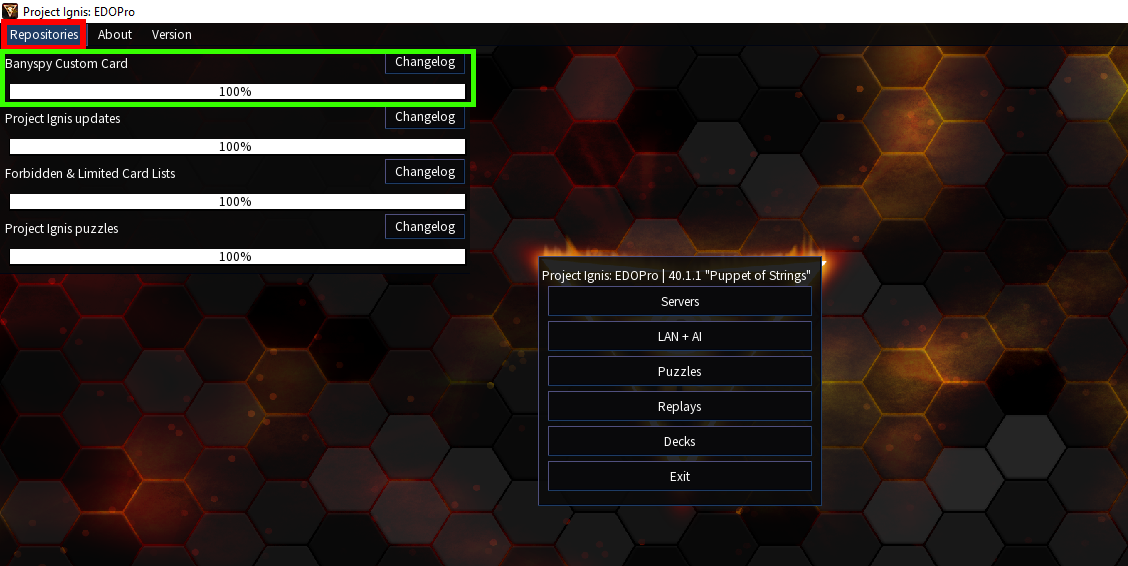 Project Ignis: EDOPro
Repositories About Version
Banyspy Custom Card Changelog
100%
Project Ignis updates Changelog
100%
Forbidden & Limited Card Lists Changelog
100%
Project Ignis puzzles Changelog
100%
Project Ignis: EDOPro | 40.1.1 "Puppet of Strings"
Servers
LAN + AI
Puzzles
Replays
Decks
Exit